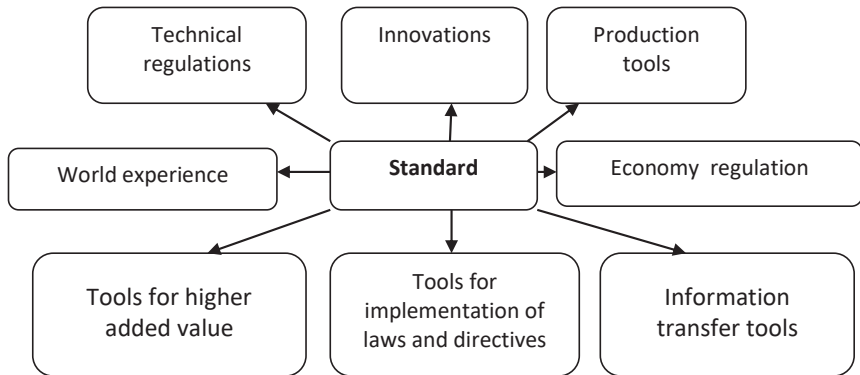 Technical
regulations
Innovations
Production
tools
World experience
Standard
Economy regulation
Tools for higher
added value
Tools for
implementation of
laws and directives
Information
transfer tools